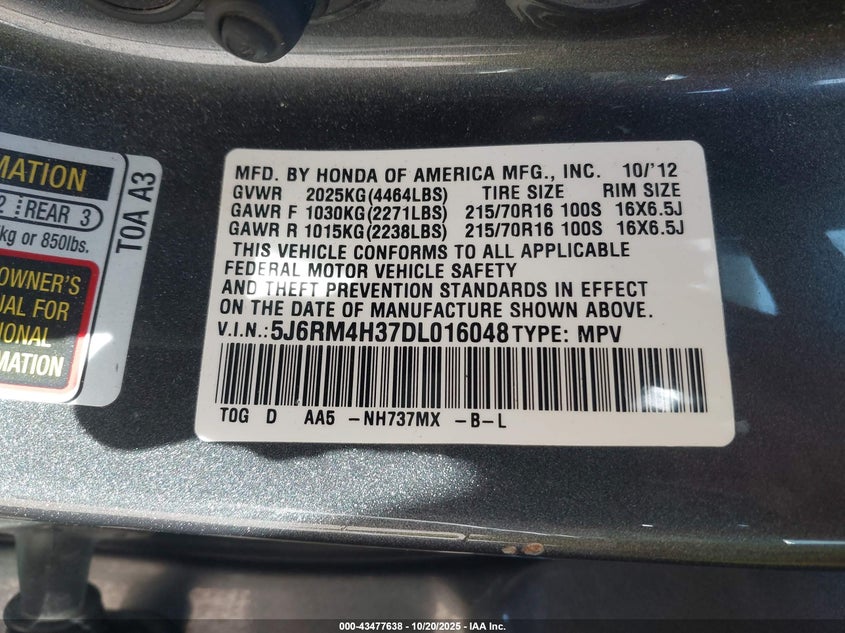 MATION
2 REAR 3
kg or 850lbs.
OWNER'S
UAL FOR
IONAL
MATION
TOA A3
MFD. BY HONDA OF AMERICA MFG., INC. 10/'12
GVWR 2025KG(4464LBS) TIRE SIZE RIM SIZE
GAWR F 1030KG(2271LBS) 215/70R16 100S 16X6.5J
GAWR R 1015KG(2238LBS) 215/70R16 100S 16X6.5J
THIS VEHICLE CONFORMS TO ALL APPLICABLE
FEDERAL MOTOR VEHICLE SAFETY
AND THEFT PREVENTION STANDARDS IN EFFECT
ON THE DATE OF MANUFACTURE SHOWN ABOVE.
V.I.N.:5J6RM4H37DL016048 TYPE: MPV
TOG D AA5 -NH737MX -B-L
000-43477638 | 10/20/2025 | IAA Inc.